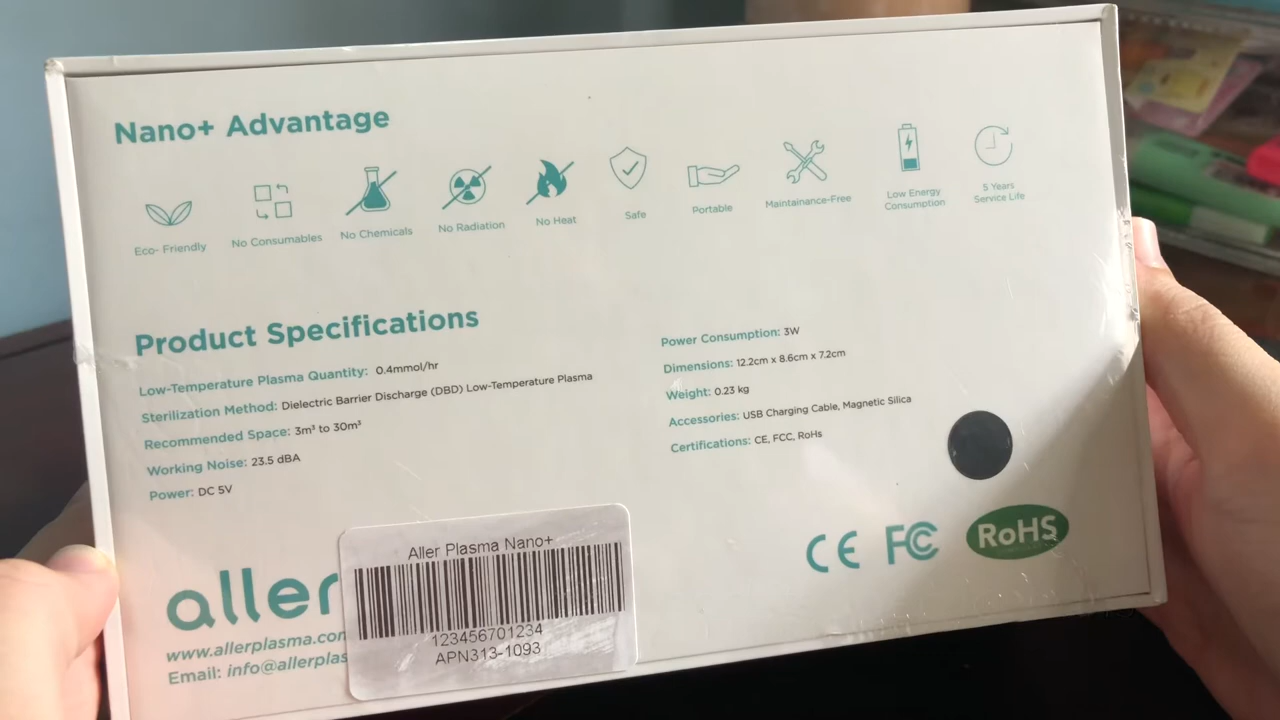 Nano+ Advantage
Eco- Friendly
No Consumables
No Chemicals
No Radiation
No Heat
Safe
Portable
Maintainance-Free
Low Energy
Consumption
5 Years
Service Life
Product Specifications
Low-Temperature Plasma Quantity: 0.4mmol/hr
Sterilization Method: Dielectric Barrier Discharge (DBD) Low-Temperature Plasma
Recommended Space: 3m³ to 30m³
Working Noise: 23.5 dBA
Power: DC 5V
Power Consumption: 3W
Dimensions: 12.2cm x 8.6cm x 7.2cm
Weight: 0.23 kg
Accessories: USB Charging Cable, Magnetic Silica
Certifications: CE, FCC, RoHs
CE FC RoHS
aller
www.allerplasma.com
Email: info@allerplas
Aller Plasma Nano+
123456701234
APN313-1093